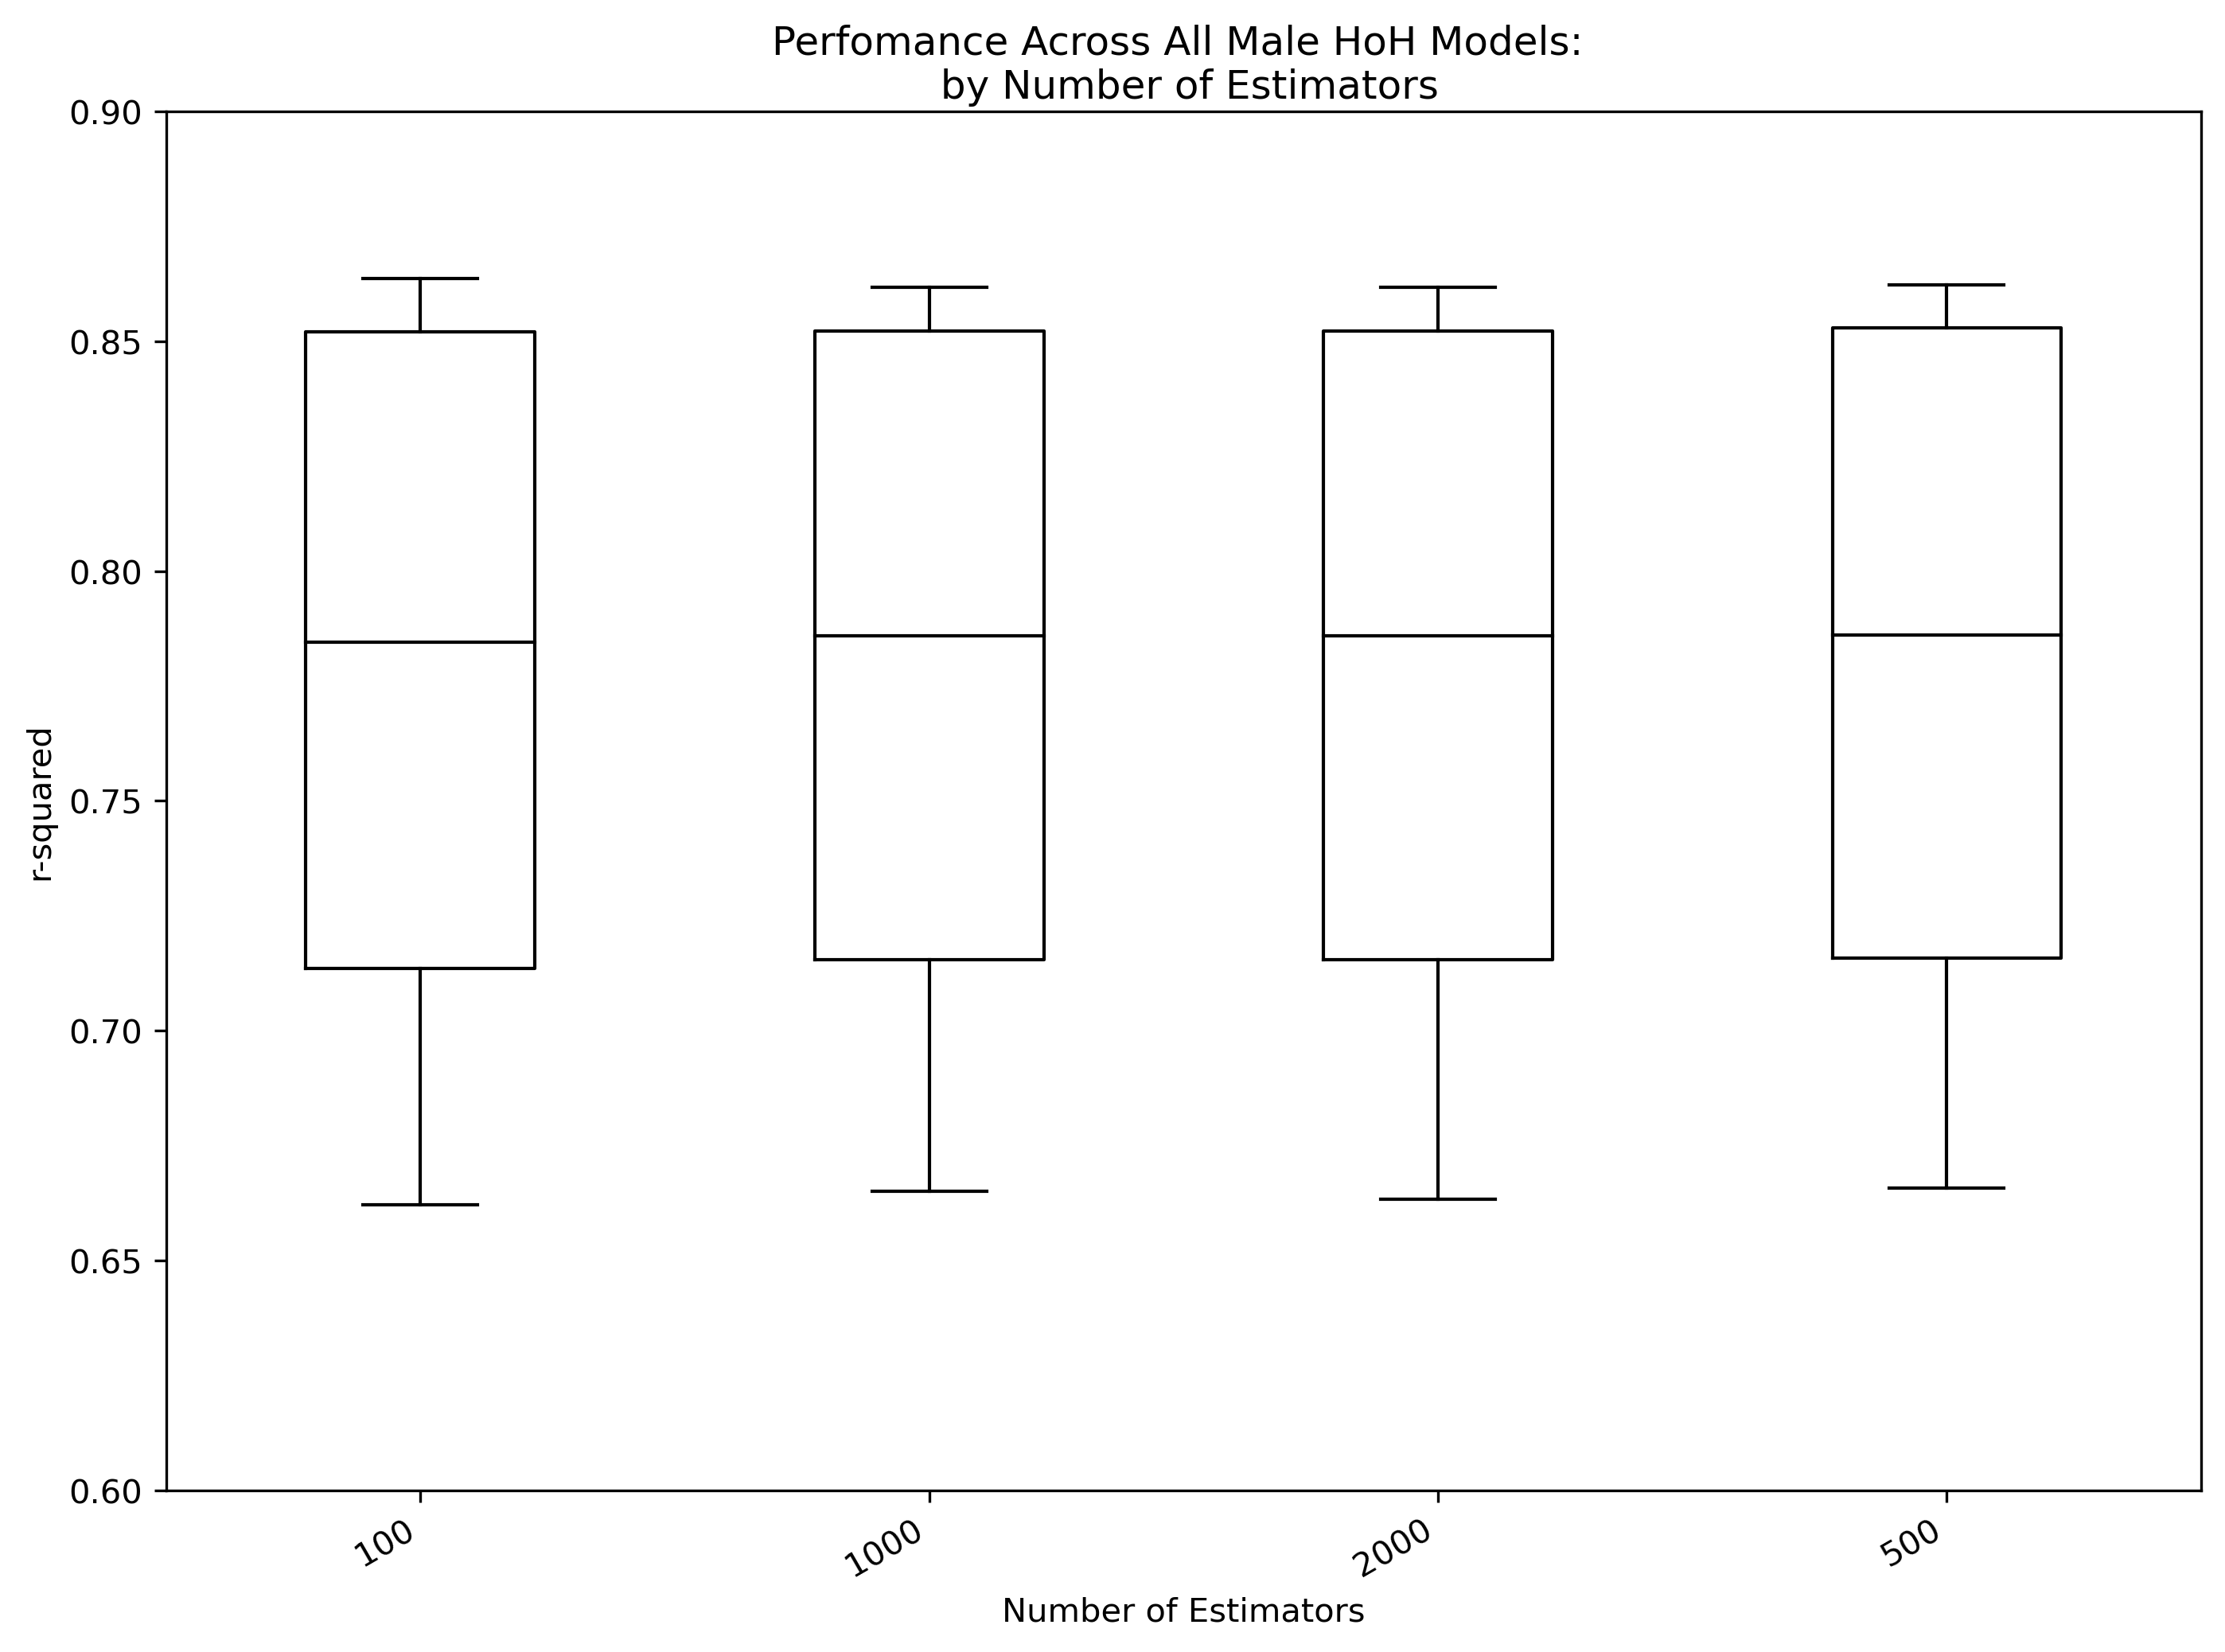 Perfomance Across All Male HoH Models:
by Number of Estimators
0.90
0.85
0.80
0.75
0.70
0.65
0.60
r-squared
100
1000
2000
500
Number of Estimators